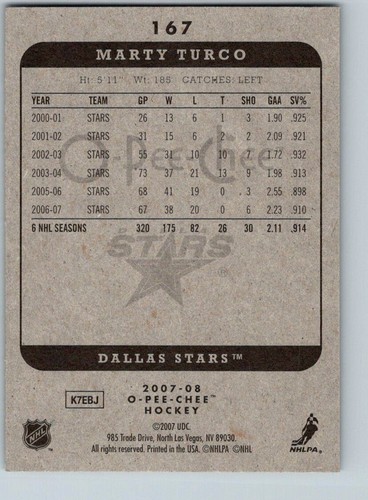 167
MARTY TURCO
Ht: 5'11" Wt: 185 CATCHES: LEFT
YEAR TEAM GP W L T SHO GAA SV%
2000-01 STARS 26 13 6 1 3 1.90 .925
2001-02 STARS 31 15 6 2 2 2.09 .921
2002-03 STARS 55 31 10 10 7 1.72 .932
2003-04 STARS 73 37 21 13 9 1.98 .913
2005-06 STARS 68 41 19 0 3 2.55 .898
2006-07 STARS 67 38 20 0 6 2.23 .910
6 NHL SEASONS 320 175 82 26 30 2.11 .914
O-Pee-Chee
STARS
DALLAS STARS™
2007-08
K7EBJ O-PEE-CHEE™
HOCKEY
©2007 UDC.
985 Trade Drive, North Las Vegas, NV 89030.
All rights reserved. Printed in the USA. ©NHLPA ©NHL
NHL
NHLPA